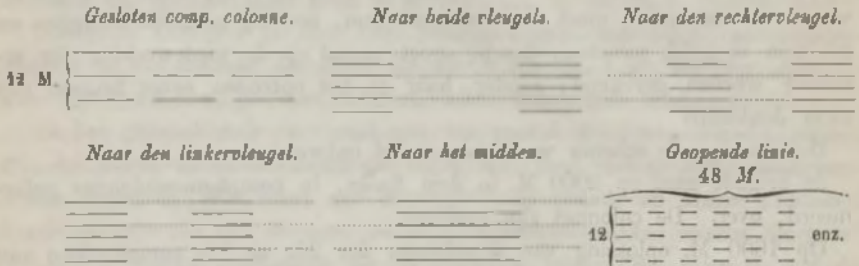 Gesloten comp. colonne. Naar beide vleugels. Naar den rechtervleugel.
12 M.
Naar den linkervleugel. Naar het midden. Geopende linie.
48 M.
12 enz.